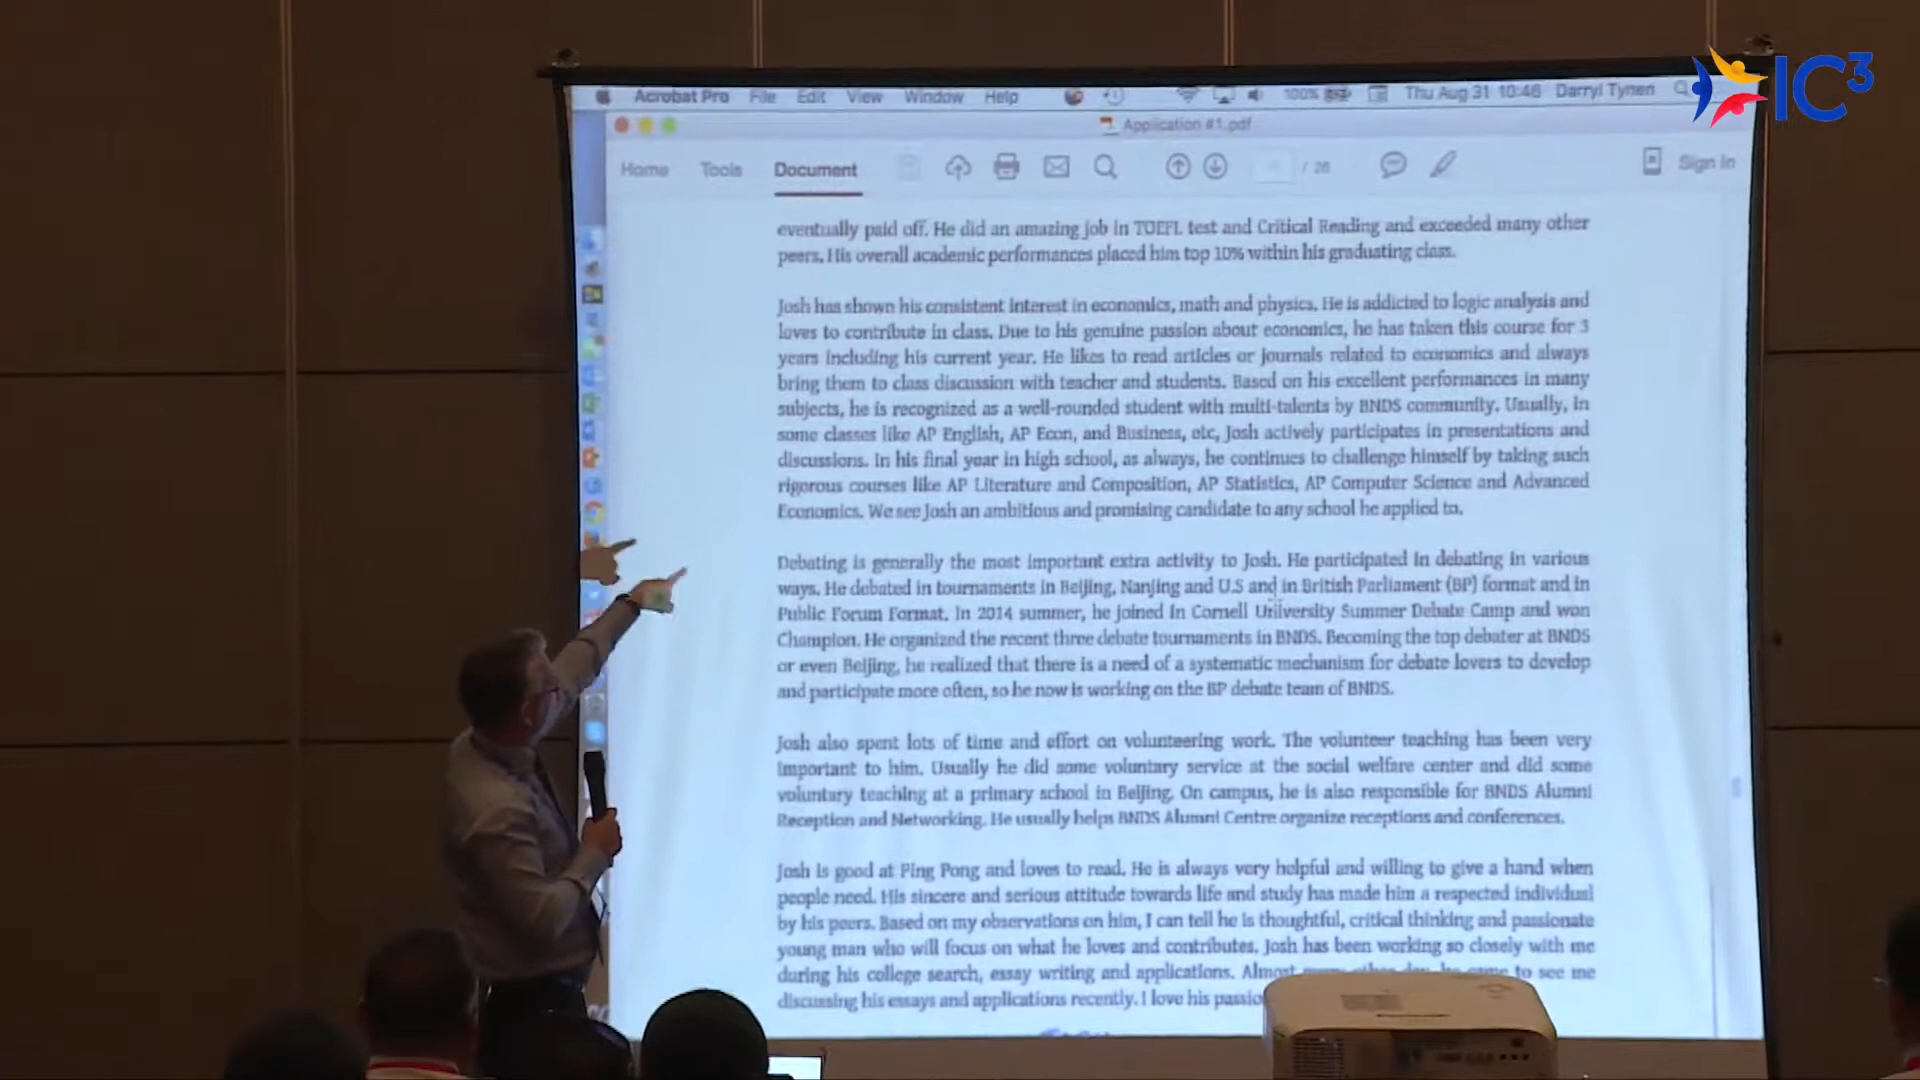 IC3
Acrobat Pro File Edit View Window Help 100% Thu Aug 31 10:46 Darryl Tynen
Application #1.pdf
Home Tools Document / 26 Sign In
eventually paid off. He did an amazing job in TOEFL test and Critical Reading and exceeded many other
peers. His overall academic performances placed him top 10% within his graduating class.
Josh has shown his consistent interest in economics, math and physics. He is addicted to logic analysis and
loves to contribute in class. Due to his genuine passion about economics, he has taken this course for 3
years including his current year. He likes to read articles or journals related to economics and always
bring them to class discussion with teacher and students. Based on his excellent performances in many
subjects, he is recognized as a well-rounded student with multi-talents by BNDS community. Usually, in
some classes like AP English, AP Econ, and Business, etc, Josh actively participates in presentations and
discussions. In his final year in high school, as always, he continues to challenge himself by taking such
rigorous courses like AP Literature and Composition, AP Statistics, AP Computer Science and Advanced
Economics. We see Josh an ambitious and promising candidate to any school he applied to.
Debating is generally the most important extra activity to Josh. He participated in debating in various
ways. He debated in tournaments in Beijing, Nanjing and U.S and in British Parliament (BP) format and in
Public Forum Format. In 2014 summer, he joined in Cornell University Summer Debate Camp and won
Champion. He organized the recent three debate tournaments in BNDS. Becoming the top debater at BNDS
or even Beijing, he realized that there is a need of a systematic mechanism for debate lovers to develop
and participate more often, so he now is working on the BP debate team of BNDS.
Josh also spent lots of time and effort on volunteering work. The volunteer teaching has been very
important to him. Usually he did some voluntary service at the social welfare center and did some
voluntary teaching at a primary school in Beijing. On campus, he is also responsible for BNDS Alumni
Reception and Networking. He usually helps BNDS Alumni Centre organize receptions and conferences.
Josh is good at Ping Pong and loves to read. He is always very helpful and willing to give a hand when
people need. His sincere and serious attitude towards life and study has made him a respected individual
by his peers. Based on my observations on him, I can tell he is thoughtful, critical thinking and passionate
young man who will focus on what he loves and contributes. Josh has been working so closely with me
during his college search, essay writing and applications. Almost to see me
discussing his essays and applications recently. I love his